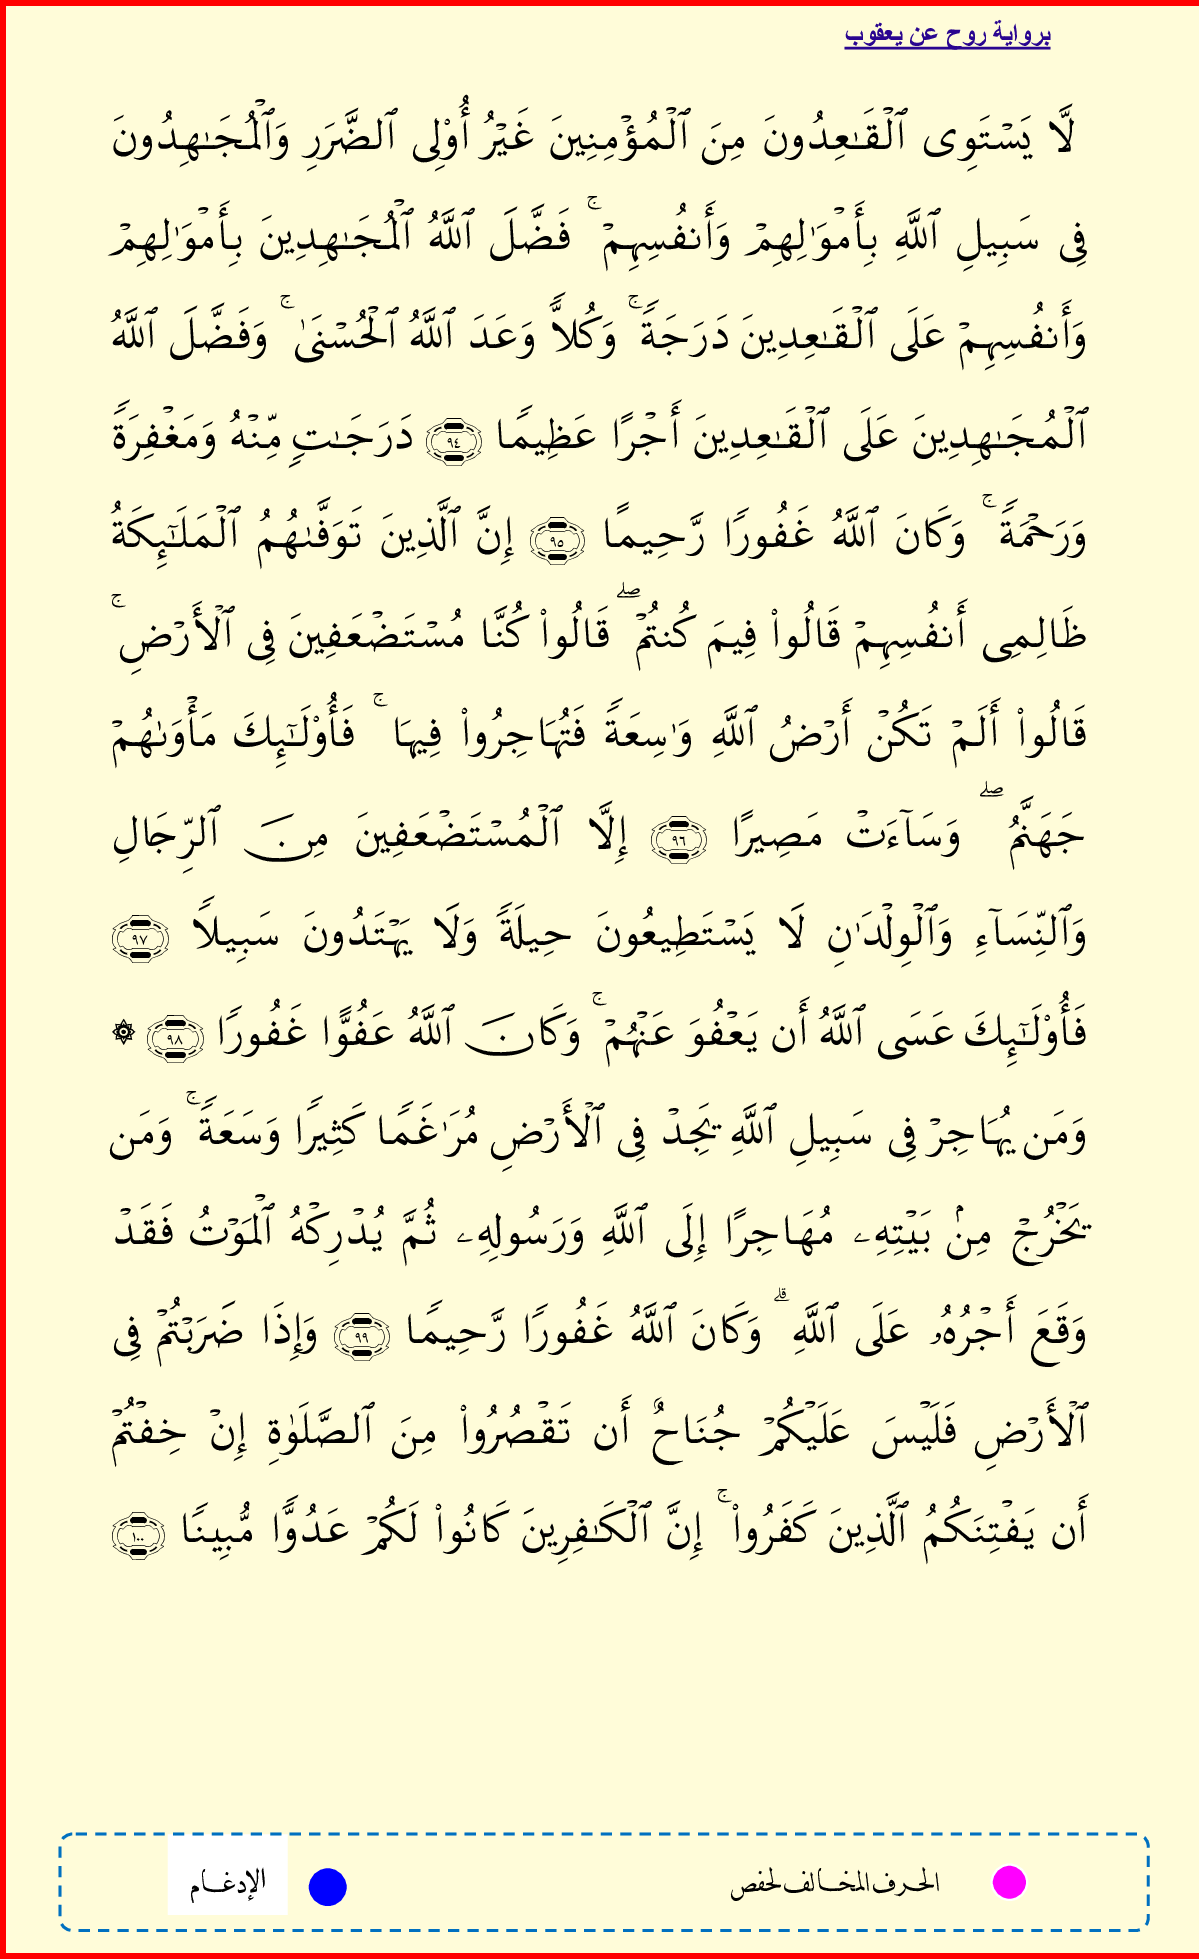 برواية روح عن يعقوب
لَّا يَسْتَوِى ٱلْقَـٰعِدُونَ مِنَ ٱلْمُؤْمِنِينَ غَيْرُ أُوْلِى ٱلضَّرَرِ وَٱلْمُجَـٰهِدُونَ
فِى سَبِيلِ ٱللَّهِ بِأَمْوَٰلِهِمْ وَأَنفُسِهِمْ ۚ فَضَّلَ ٱللَّهُ ٱلْمُجَـٰهِدِينَ بِأَمْوَٰلِهِمْ
وَأَنفُسِهِمْ عَلَى ٱلْقَـٰعِدِينَ دَرَجَةً ۚ وَكُلاًّ وَعَدَ ٱللَّهُ ٱلْحُسْنَىٰ ۚ وَفَضَّلَ ٱللَّهُ
ٱلْمُجَـٰهِدِينَ عَلَى ٱلْقَـٰعِدِينَ أَجْرًا عَظِيمًا ٩٤ دَرَجَـٰتٍ مِّنْهُ وَمَغْفِرَةً
وَرَحْمَةً ۚ وَكَانَ ٱللَّهُ غَفُورًا رَّحِيمًا ٩٥ إِنَّ ٱلَّذِينَ تَوَفَّىٰهُمُ ٱلْمَلَـٰٓئِكَةُ
ظَالِمِى أَنفُسِهِمْ قَالُوا۟ فِيمَ كُنتُمْ ۖ قَالُوا۟ كُنَّا مُسْتَضْعَفِينَ فِى ٱلْأَرْضِ ۚ
قَالُوٓا۟ أَلَمْ تَكُنْ أَرْضُ ٱللَّهِ وَٰسِعَةً فَتُهَاجِرُوا۟ فِيهَا ۚ فَأُوْلَـٰٓئِكَ مَأْوَىٰهُمْ
جَهَنَّمُ ۖ وَسَآءَتْ مَصِيرًا ٩٦ إِلَّا ٱلْمُسْتَضْعَفِينَ مِنَ ٱلرِّجَالِ
وَٱلنِّسَآءِ وَٱلْوِلْدَٰنِ لَا يَسْتَطِيعُونَ حِيلَةً وَلَا يَهْتَدُونَ سَبِيلاً ٩٧
فَأُوْلَـٰٓئِكَ عَسَى ٱللَّهُ أَن يَعْفُوَ عَنْهُمْ ۚ وَكَانَ ٱللَّهُ عَفُوًّا غَفُورًا ٩٨ ۞
وَمَن يُهَاجِرْ فِى سَبِيلِ ٱللَّهِ يَجِدْ فِى ٱلْأَرْضِ مُرَٰغَمًا كَثِيرًا وَسَعَةً ۚ وَمَن
يَخْرُجْ مِنۢ بَيْتِهِۦ مُهَاجِرًا إِلَى ٱللَّهِ وَرَسُولِهِۦ ثُمَّ يُدْرِكْهُ ٱلْمَوْتُ فَقَدْ
وَقَعَ أَجْرُهُۥ عَلَى ٱللَّهِ ۗ وَكَانَ ٱللَّهُ غَفُورًا رَّحِيمًا ٩٩ وَإِذَا ضَرَبْتُمْ فِى
ٱلْأَرْضِ فَلَيْسَ عَلَيْكُمْ جُنَاحٌ أَن تَقْصُرُوا۟ مِنَ ٱلصَّلَوٰةِ إِنْ خِفْتُمْ
أَن يَفْتِنَكُمُ ٱلَّذِينَ كَفَرُوا۟ ۚ إِنَّ ٱلْكَـٰفِرِينَ كَانُوا۟ لَكُمْ عَدُوًّا مُّبِينًا ١٠٠
الحرف المخالف لحفص الإدغام